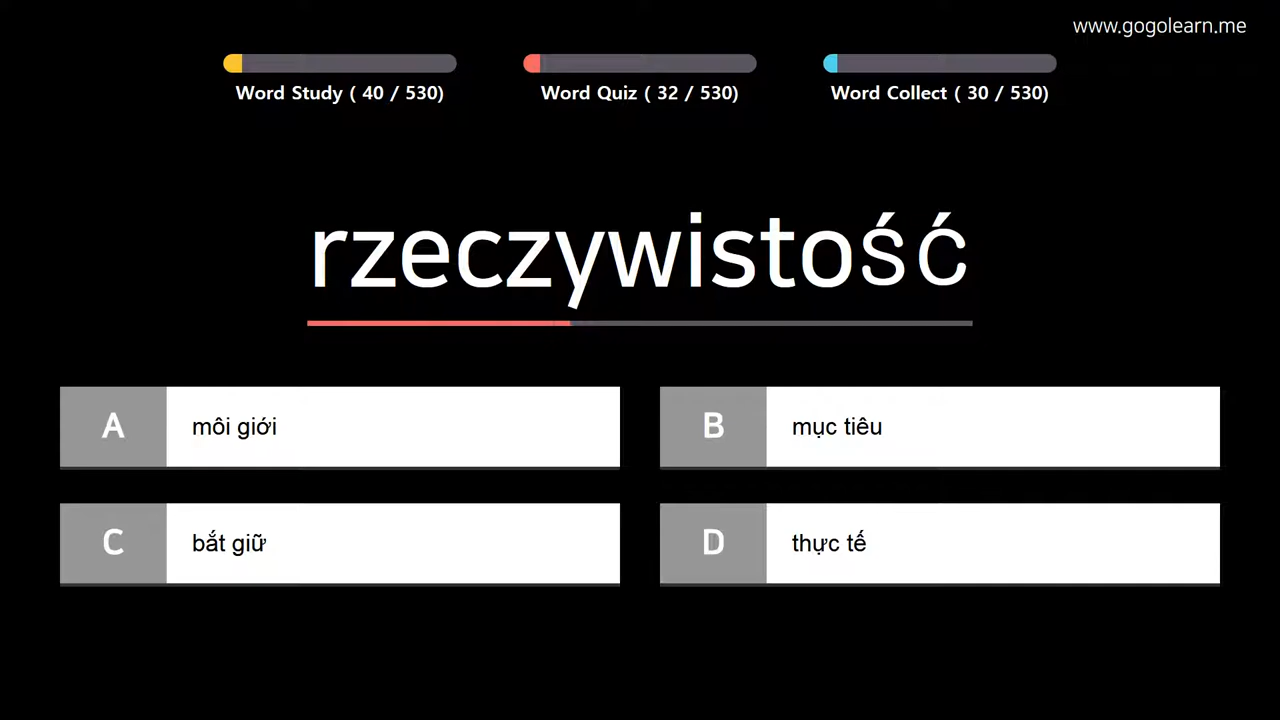 www.gogolearn.me
Word Study ( 40 / 530)
Word Quiz ( 32 / 530)
Word Collect ( 30 / 530)
rzeczywistość
A
môi giới
B
mục tiêu
C
bắt giữ
D
thực tế